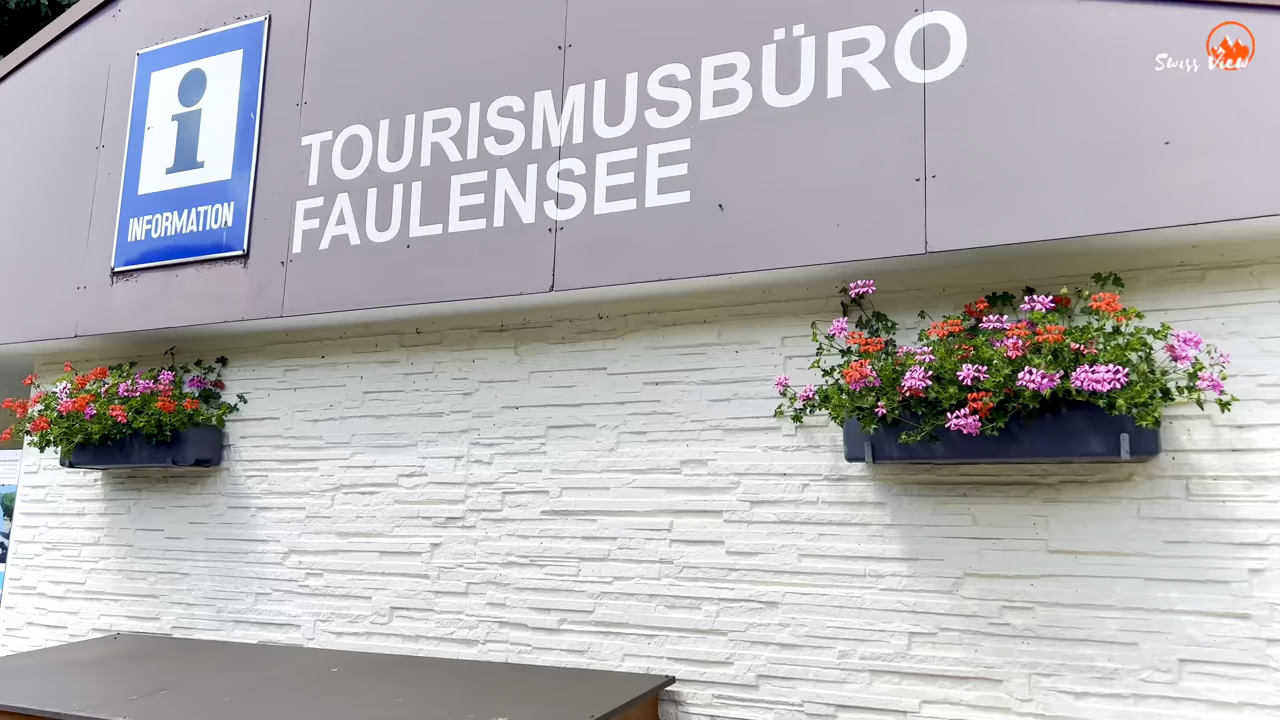 i
INFORMATION
TOURISMUSBÜRO
FAULENSEE
Swiss View